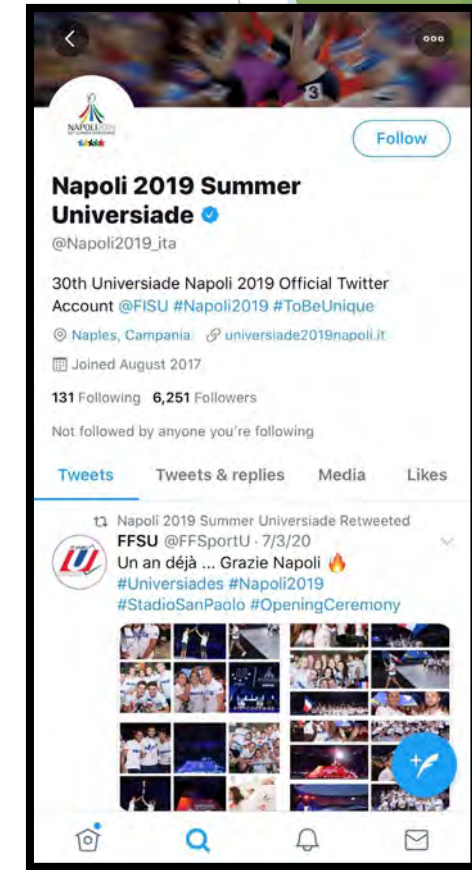 3
NAPOLI2019
Follow
Napoli 2019 Summer
Universiade
@Napoli2019_ita
30th Universiade Napoli 2019 Official Twitter
Account @FISU #Napoli2019 #ToBeUnique
Naples, Campania universiade2019napoli.it
Joined August 2017
131 Following 6,251 Followers
Not followed by anyone you're following
Tweets Tweets & replies Media Likes
Napoli 2019 Summer Universiade Retweeted
FFSU @FFSportU · 7/3/20
Un an déjà ... Grazie Napoli 🔥
#Universiades #Napoli2019
#StadioSanPaolo #OpeningCeremony